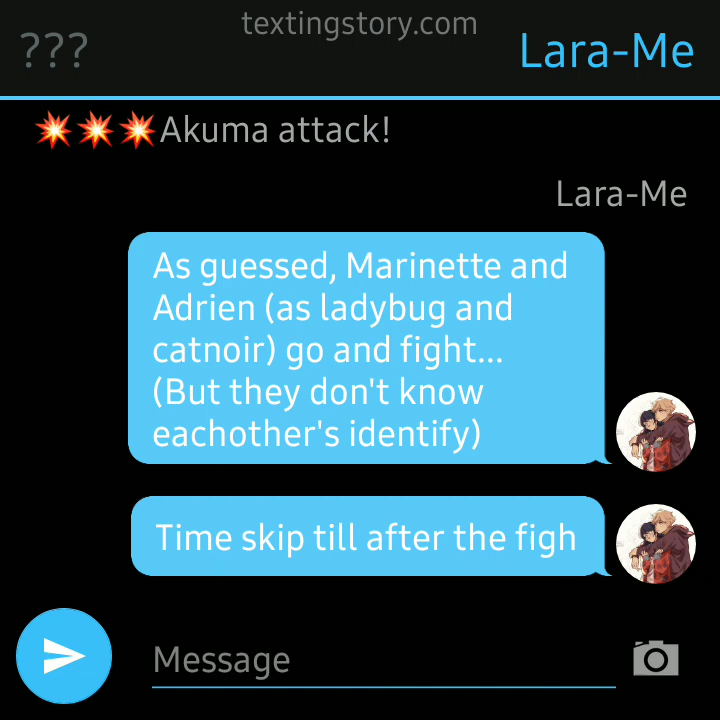 textingstory.com
??? Lara-Me
💥💥💥Akuma attack!
Lara-Me
As guessed, Marinette and
Adrien (as ladybug and
catnoir) go and fight...
(But they don't know
eachother's identify)
Time skip till after the figh
Message